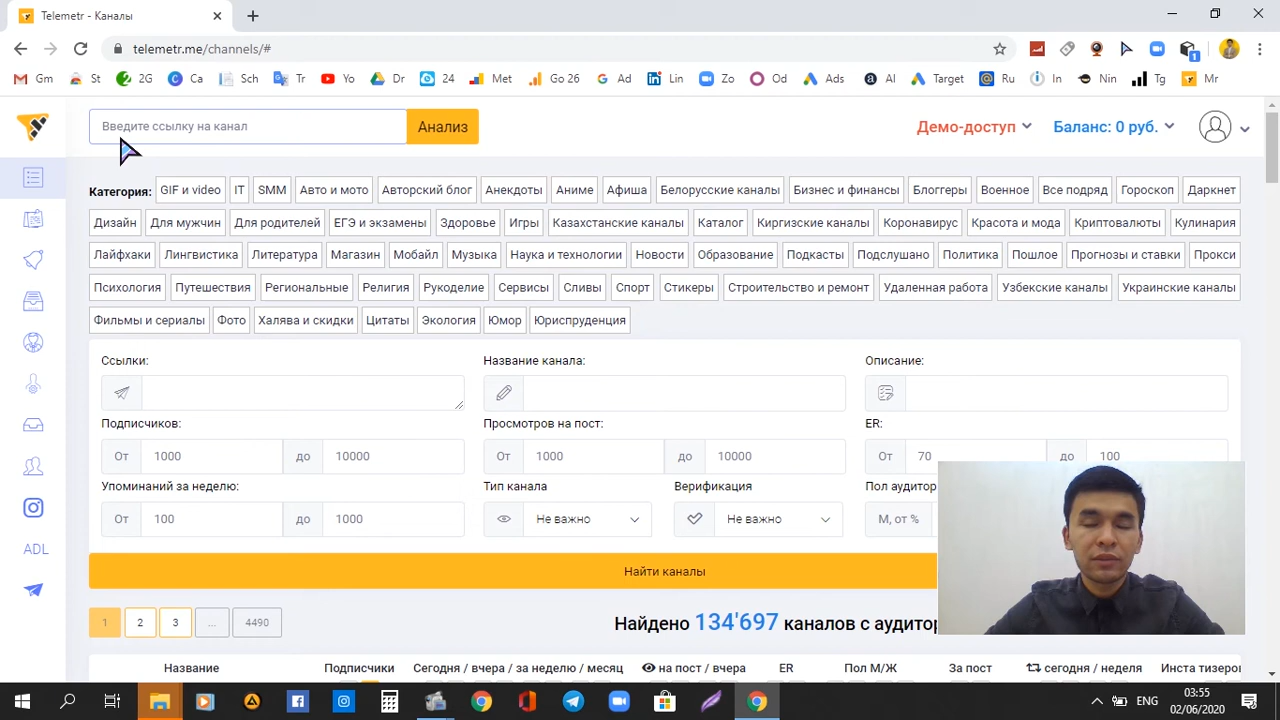 Telemetr - Каналы
telemetr.me/channels/#
1
Gm St 2G Ca Sch Tr Yo Dr 24 Met Go 26 Ad Lin Zo Od Ads Al Target Ru In Nin Tg Mr
Введите ссылку на канал Анализ Демо-доступ Баланс: 0 руб.
Категория: GIF и video IT SMM Авто и мото Авторский блог Анекдоты Аниме Афиша Белорусские каналы Бизнес и финансы Блоггеры Военное Все подряд Гороскоп Даркнет
Дизайн Для мужчин Для родителей ЕГЭ и экзамены Здоровье Игры Казахстанские каналы Каталог Киргизские каналы Коронавирус Красота и мода Криптовалюты Кулинария
Лайфхаки Лингвистика Литература Магазин Мобайл Музыка Наука и технологии Новости Образование Подкасты Подслушано Политика Пошлое Прогнозы и ставки Прокси
Психология Путешествия Региональные Религия Рукоделие Сервисы Сливы Спорт Стикеры Строительство и ремонт Удаленная работа Узбекские каналы Украинские каналы
Фильмы и сериалы Фото Халява и скидки Цитаты Экология Юмор Юриспруденция
Ссылки: Название канала: Описание:
Подписчиков: Просмотров на пост: ER:
От 1000 до 10000 От 1000 до 10000 От 70 до 100
Упоминаний за неделю: Тип канала Верификация Пол аудитор
От 100 до 1000 Не важно Не важно М, от %
ADL
Найти каналы
1 2 3 ... 4490 Найдено 134'697 каналов с аудитор
Название Подписчики Сегодня / вчера / за неделю / месяц на пост / вчера ER Пол М/Ж За пост сегодня / неделя Инста тизеров
ENG
03:55
02/06/2020